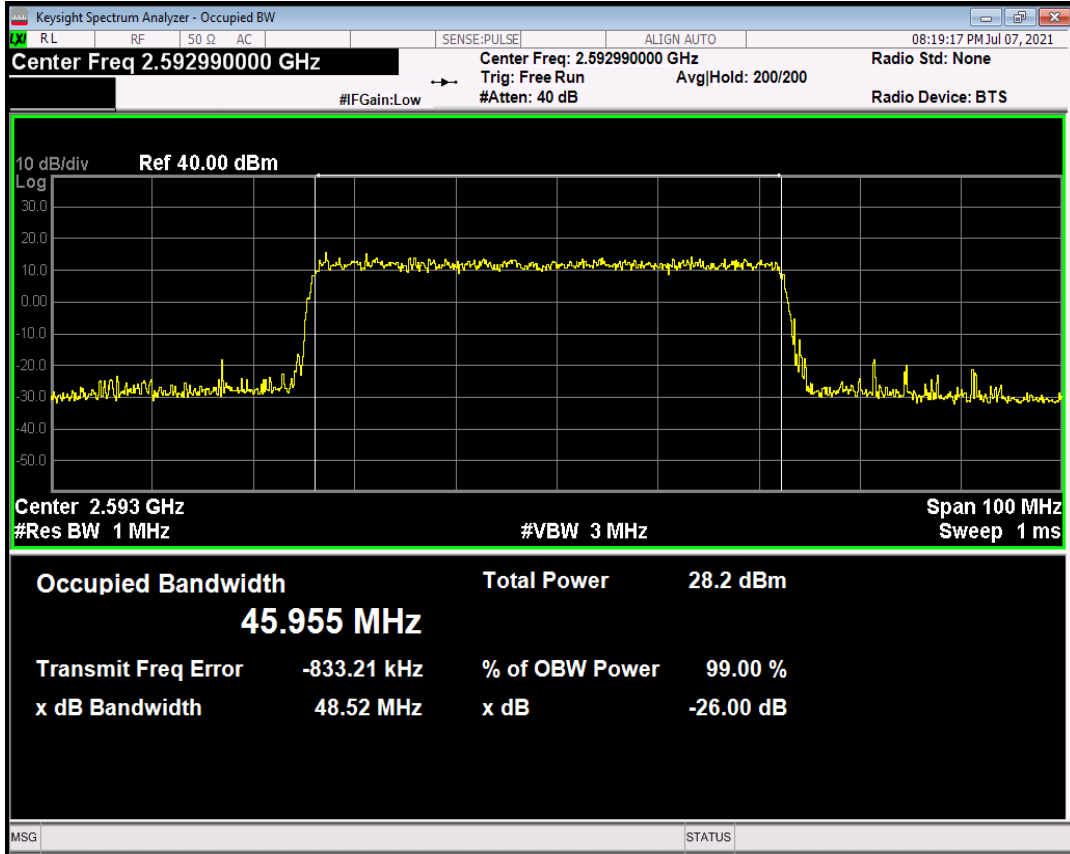 Keysight Spectrum Analyzer - Occupied BW
LXI RL RF 50 Ω AC SENSE:PULSE ALIGN AUTO 08:19:17 PM Jul 07, 2021
Center Freq 2.592990000 GHz
Center Freq: 2.592990000 GHz
Radio Std: None
Trig: Free Run Avg|Hold: 200/200
#IFGain:Low #Atten: 40 dB Radio Device: BTS
10 dB/div Ref 40.00 dBm
Log
30.0
20.0
10.0
0.00
-10.0
-20.0
-30.0
-40.0
-50.0
Center 2.593 GHz Span 100 MHz
#Res BW 1 MHz #VBW 3 MHz Sweep 1 ms
Occupied Bandwidth Total Power 28.2 dBm
45.955 MHz
Transmit Freq Error -833.21 kHz % of OBW Power 99.00 %
x dB Bandwidth 48.52 MHz x dB -26.00 dB
MSG STATUS